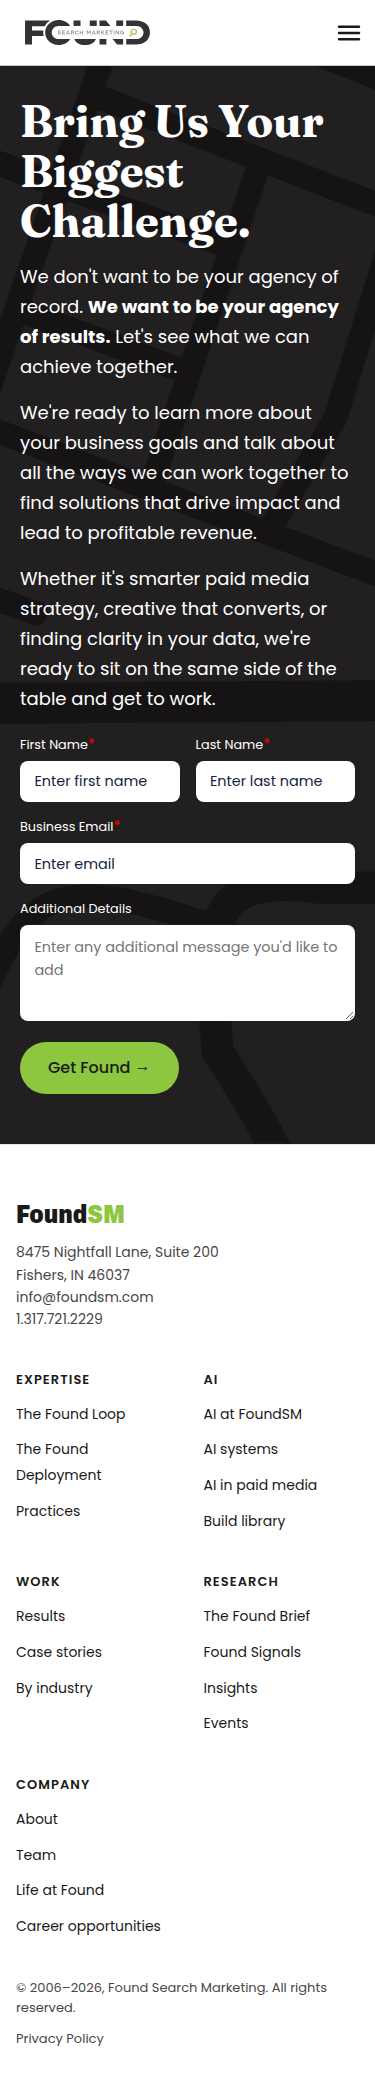 FOUND
SEARCH MARKETING
Bring Us Your
Biggest
Challenge.
We don't want to be your agency of
record. We want to be your agency
of results. Let's see what we can
achieve together.
We're ready to learn more about
your business goals and talk about
all the ways we can work together to
find solutions that drive impact and
lead to profitable revenue.
Whether it's smarter paid media
strategy, creative that converts, or
finding clarity in your data, we're
ready to sit on the same side of the
table and get to work.
First Name* Last Name*
Enter first name Enter last name
Business Email*
Enter email
Additional Details
Enter any additional message you'd like to
add
Get Found →
FoundSM
8475 Nightfall Lane, Suite 200
Fishers, IN 46037
info@foundsm.com
1.317.721.2229
EXPERTISE
The Found Loop
The Found
Deployment
Practices
AI
AI at FoundSM
AI systems
AI in paid media
Build library
WORK
Results
Case stories
By industry
RESEARCH
The Found Brief
Found Signals
Insights
Events
COMPANY
About
Team
Life at Found
Career opportunities
© 2006–2026, Found Search Marketing. All rights
reserved.
Privacy Policy